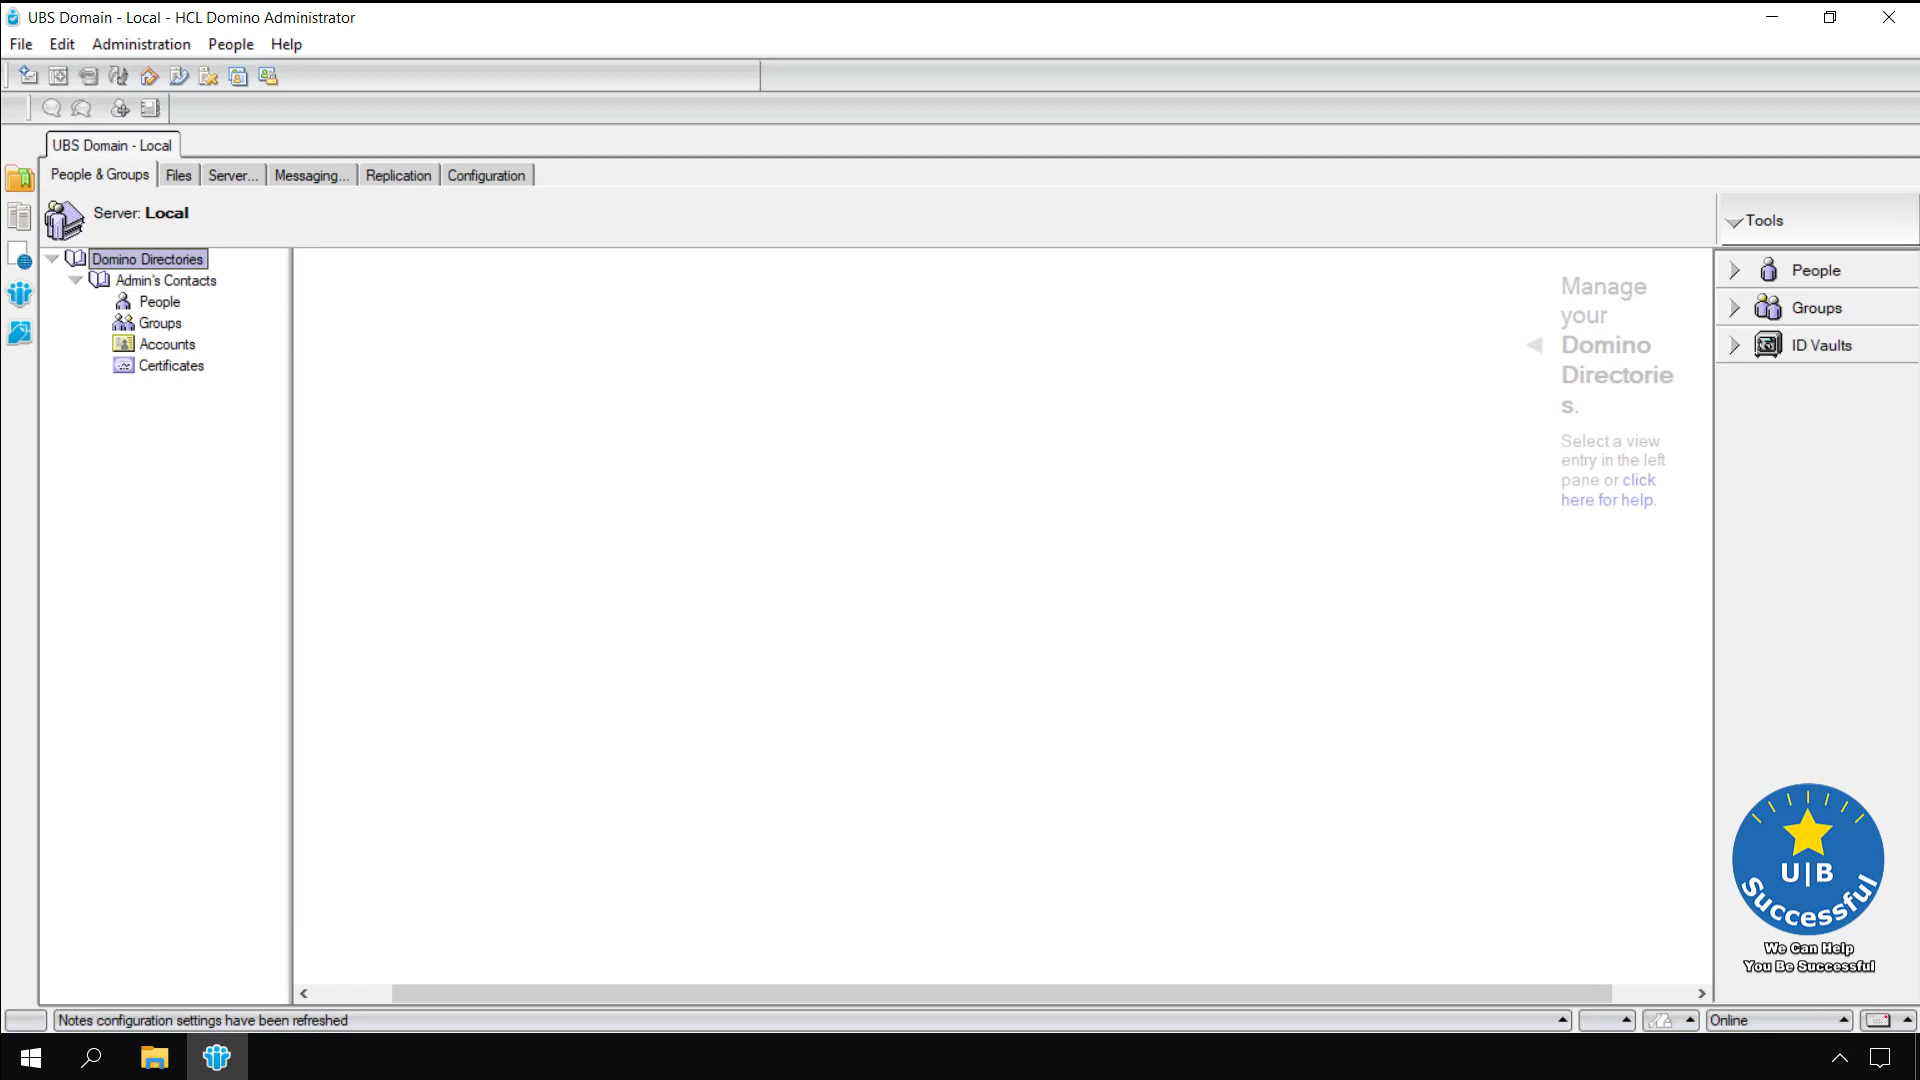 UBS Domain - Local - HCL Domino Administrator
File Edit Administration People Help
UBS Domain - Local
People & Groups Files Server... Messaging... Replication Configuration
Server: Local
Tools
Domino Directories
Admin's Contacts
People
Groups
Accounts
Certificates
Manage
your
Domino
Directorie
s.
Select a view
entry in the left
pane or click
here for help.
People
Groups
ID Vaults
U|B
Successful
We Can Help
You Be Successful
Notes configuration settings have been refreshed
Online